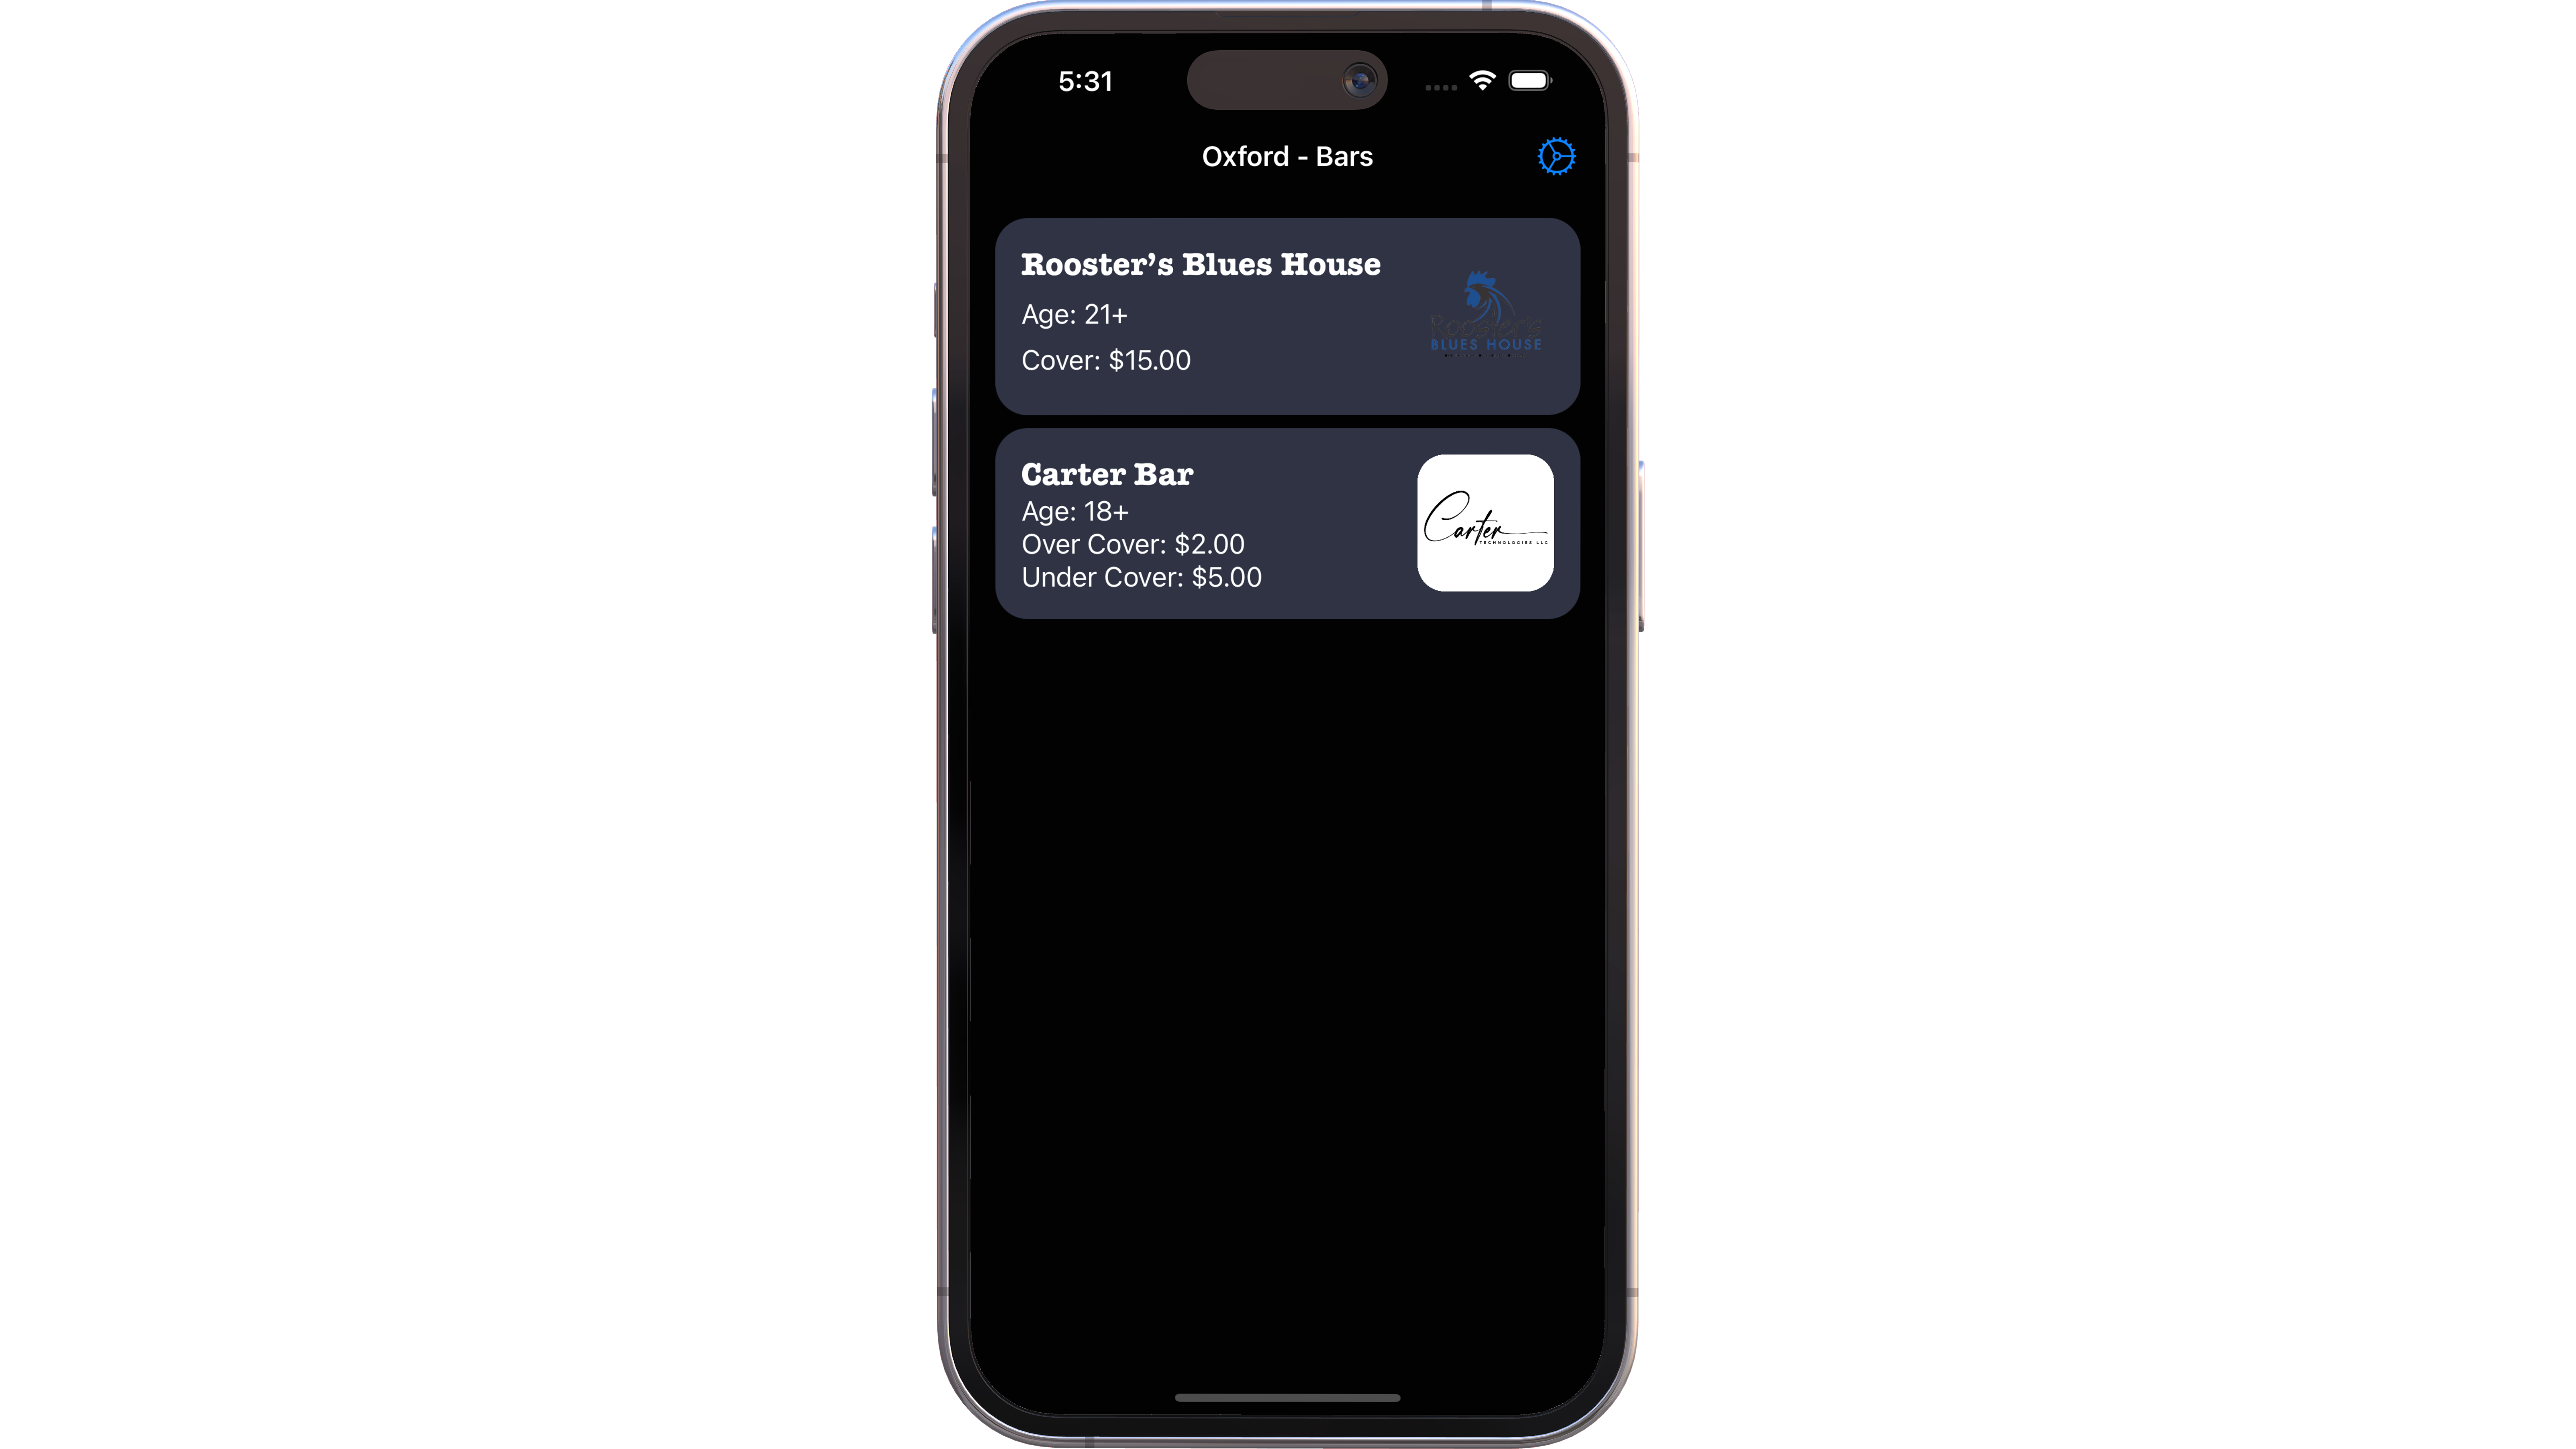 5:31
Oxford - Bars
Rooster's Blues House
Age: 21+
Cover: $15.00
Rooster's
BLUES HOUSE
Carter Bar
Age: 18+
Over Cover: $2.00
Under Cover: $5.00
Carter
TECHNOLOGIES LLC